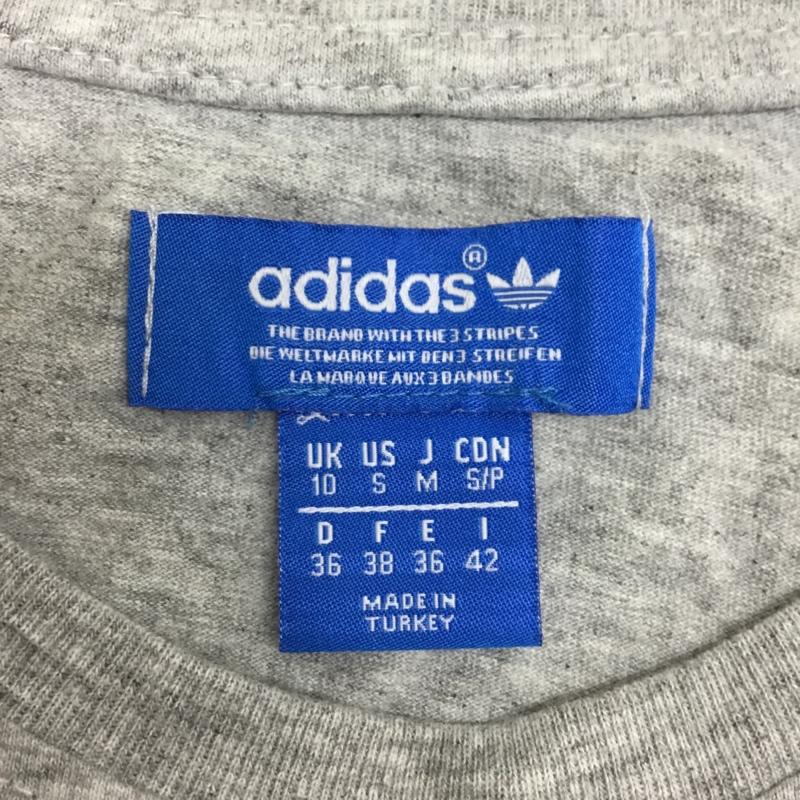 adidas®
THE BRAND WITH THE 3 STRIPES
DIE WELTMARKE MIT DEN 3 STREIFEN
LA MARQUE AUX 3 BANDES
UK US J CDN
10 S M S/P
D F E I
36 38 36 42
MADE IN
TURKEY